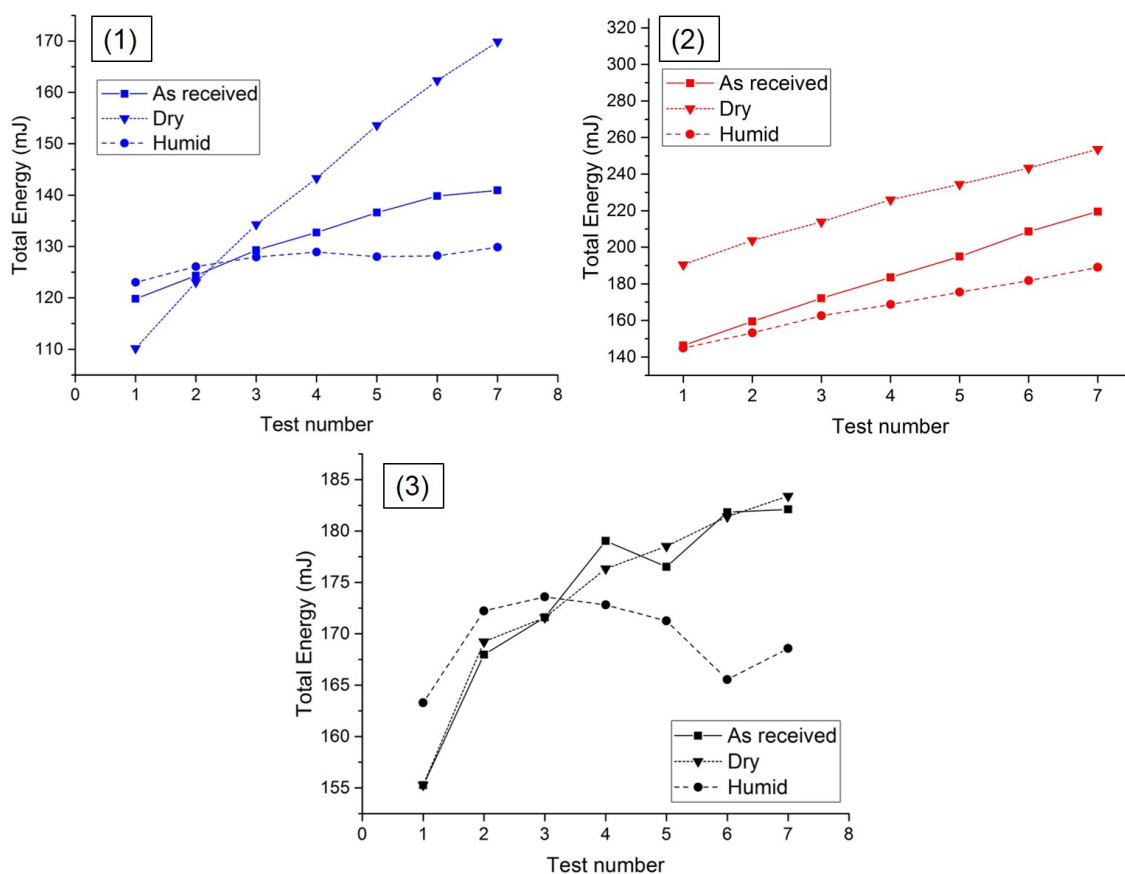 (1)
170
160
150
140
130
120
110
Total Energy (mJ)
As received
Dry
Humid
0 1 2 3 4 5 6 7 8
Test number
(2)
320
300
280
260
240
220
200
180
160
140
Total Energy (mJ)
As received
Dry
Humid
1 2 3 4 5 6 7
Test number
(3)
185
180
175
170
165
160
155
Total Energy (mJ)
As received
Dry
Humid
0 1 2 3 4 5 6 7 8
Test number